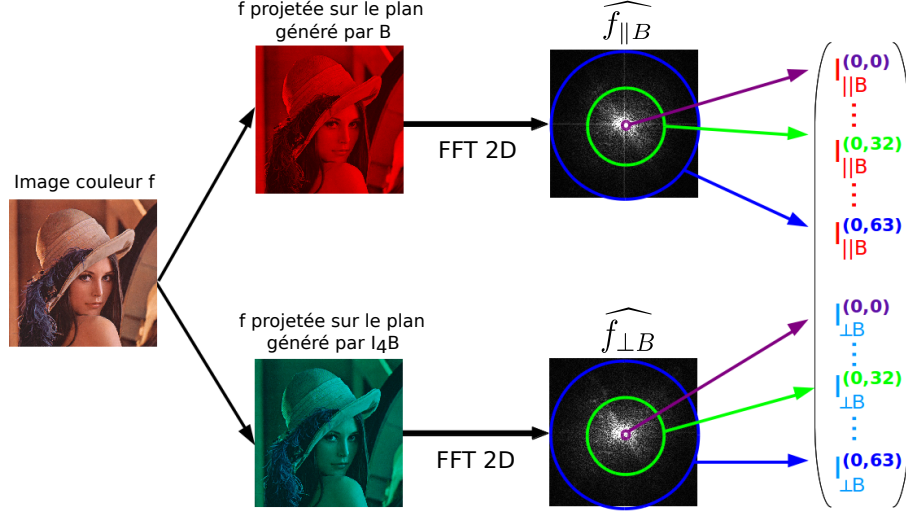 f projetée sur le plan
généré par B
f∥B
FFT 2D
I||B(0,0)
I||B(0,32)
I||B(0,63)
Image couleur f
f projetée sur le plan
généré par I4B
f⊥B
FFT 2D
I⊥B(0,0)
I⊥B(0,32)
I⊥B(0,63)